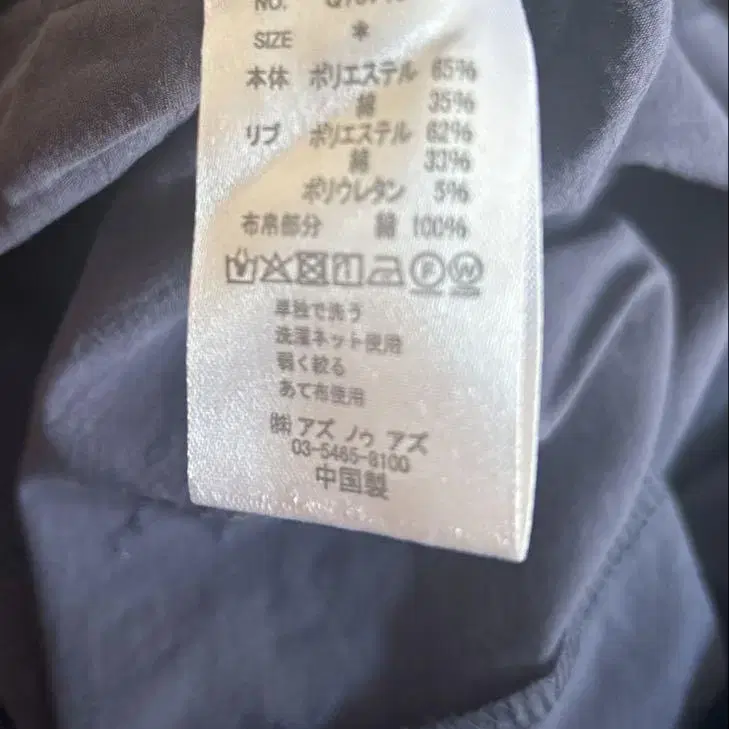 NO.
SIZE *
本体 ポリエステル 65%
綿 35%
リブ ポリエステル 62%
綿 33%
ポリウレタン 5%
布帛部分 綿 100%
F W
単独で洗う
洗濯ネット使用
弱く絞る
あて布使用
㈱アズ ノゥ アズ
03-5465-8100
中国製